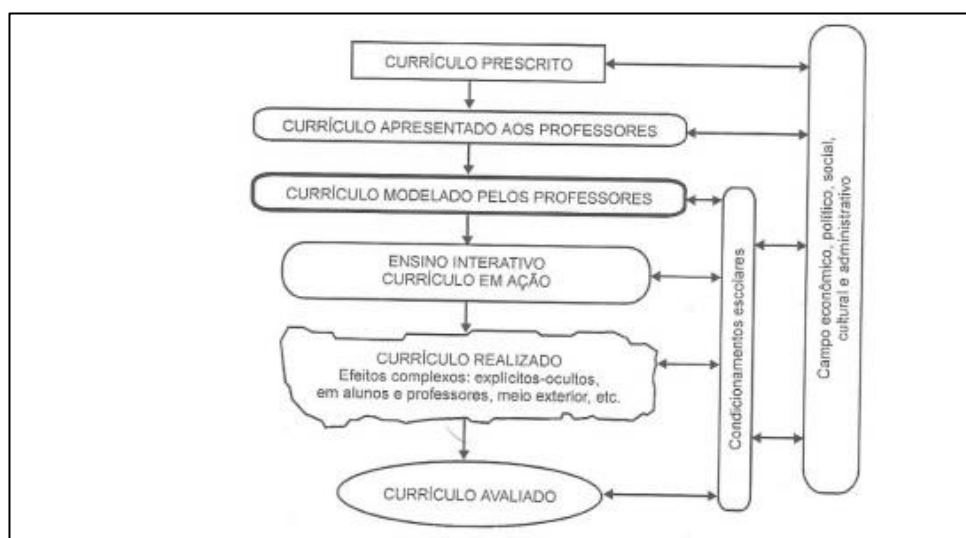 CURRÍCULO PRESCRITO
CURRÍCULO APRESENTADO AOS PROFESSORES
CURRÍCULO MODELADO PELOS PROFESSORES
ENSINO INTERATIVO
CURRÍCULO EM AÇÃO
CURRÍCULO REALIZADO
Efeitos complexos: explícitos-ocultos,
em alunos e professores, meio exterior, etc.
CURRÍCULO AVALIADO
Condicionamentos escolares
Campo econômico, político, social,
cultural e administrativo